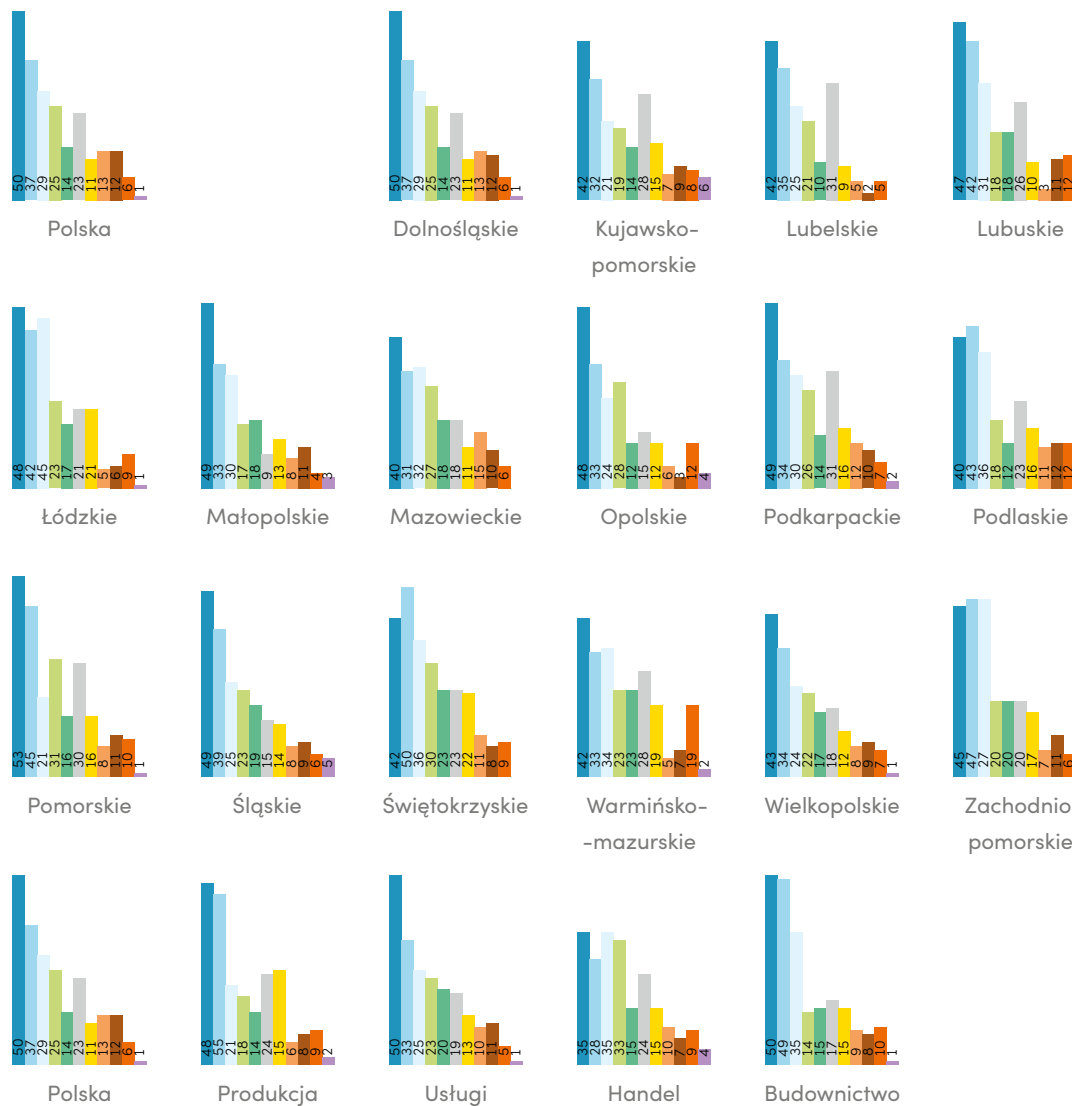 50 37 29 25 14 23 11 13 12 6 1
Polska
50 37 29 25 14 23 11 13 12 6 1
Dolnośląskie
42 32 21 19 14 28 15 7 9 8 6
Kujawsko-
pomorskie
42 35 25 21 10 31 9 5 2 5
Lubelskie
47 42 31 18 18 26 10 3 11 12
Lubuskie
48 42 45 23 17 21 21 5 6 9 1
Łódzkie
49 33 30 17 18 9 13 8 11 4 3
Małopolskie
40 31 32 27 18 18 11 15 10 6
Mazowieckie
48 33 24 28 12 15 12 6 3 12 4
Opolskie
49 34 30 26 14 31 16 12 10 7 2
Podkarpackie
40 43 36 18 12 23 16 11 12 12
Podlaskie
53 45 21 31 16 30 16 8 11 10 1
Pomorskie
49 39 25 23 19 15 14 8 9 6 5
Śląskie
42 50 36 30 23 23 22 11 8 9
Świętokrzyskie
42 33 34 23 23 28 19 5 7 19 2
Warmińsko-
-mazurskie
43 34 24 22 17 18 12 8 9 7 1
Wielkopolskie
45 47 27 20 20 20 17 7 11 6
Zachodnio
pomorskie
50 37 29 25 14 23 11 13 12 6 1
Polska
48 55 21 18 14 24 15 6 8 9 2
Produkcja
50 32 25 23 20 19 13 10 11 5 1
Usługi
35 28 35 33 15 24 15 10 7 9 4
Handel
50 49 35 14 15 17 15 9 8 10 1
Budownictwo